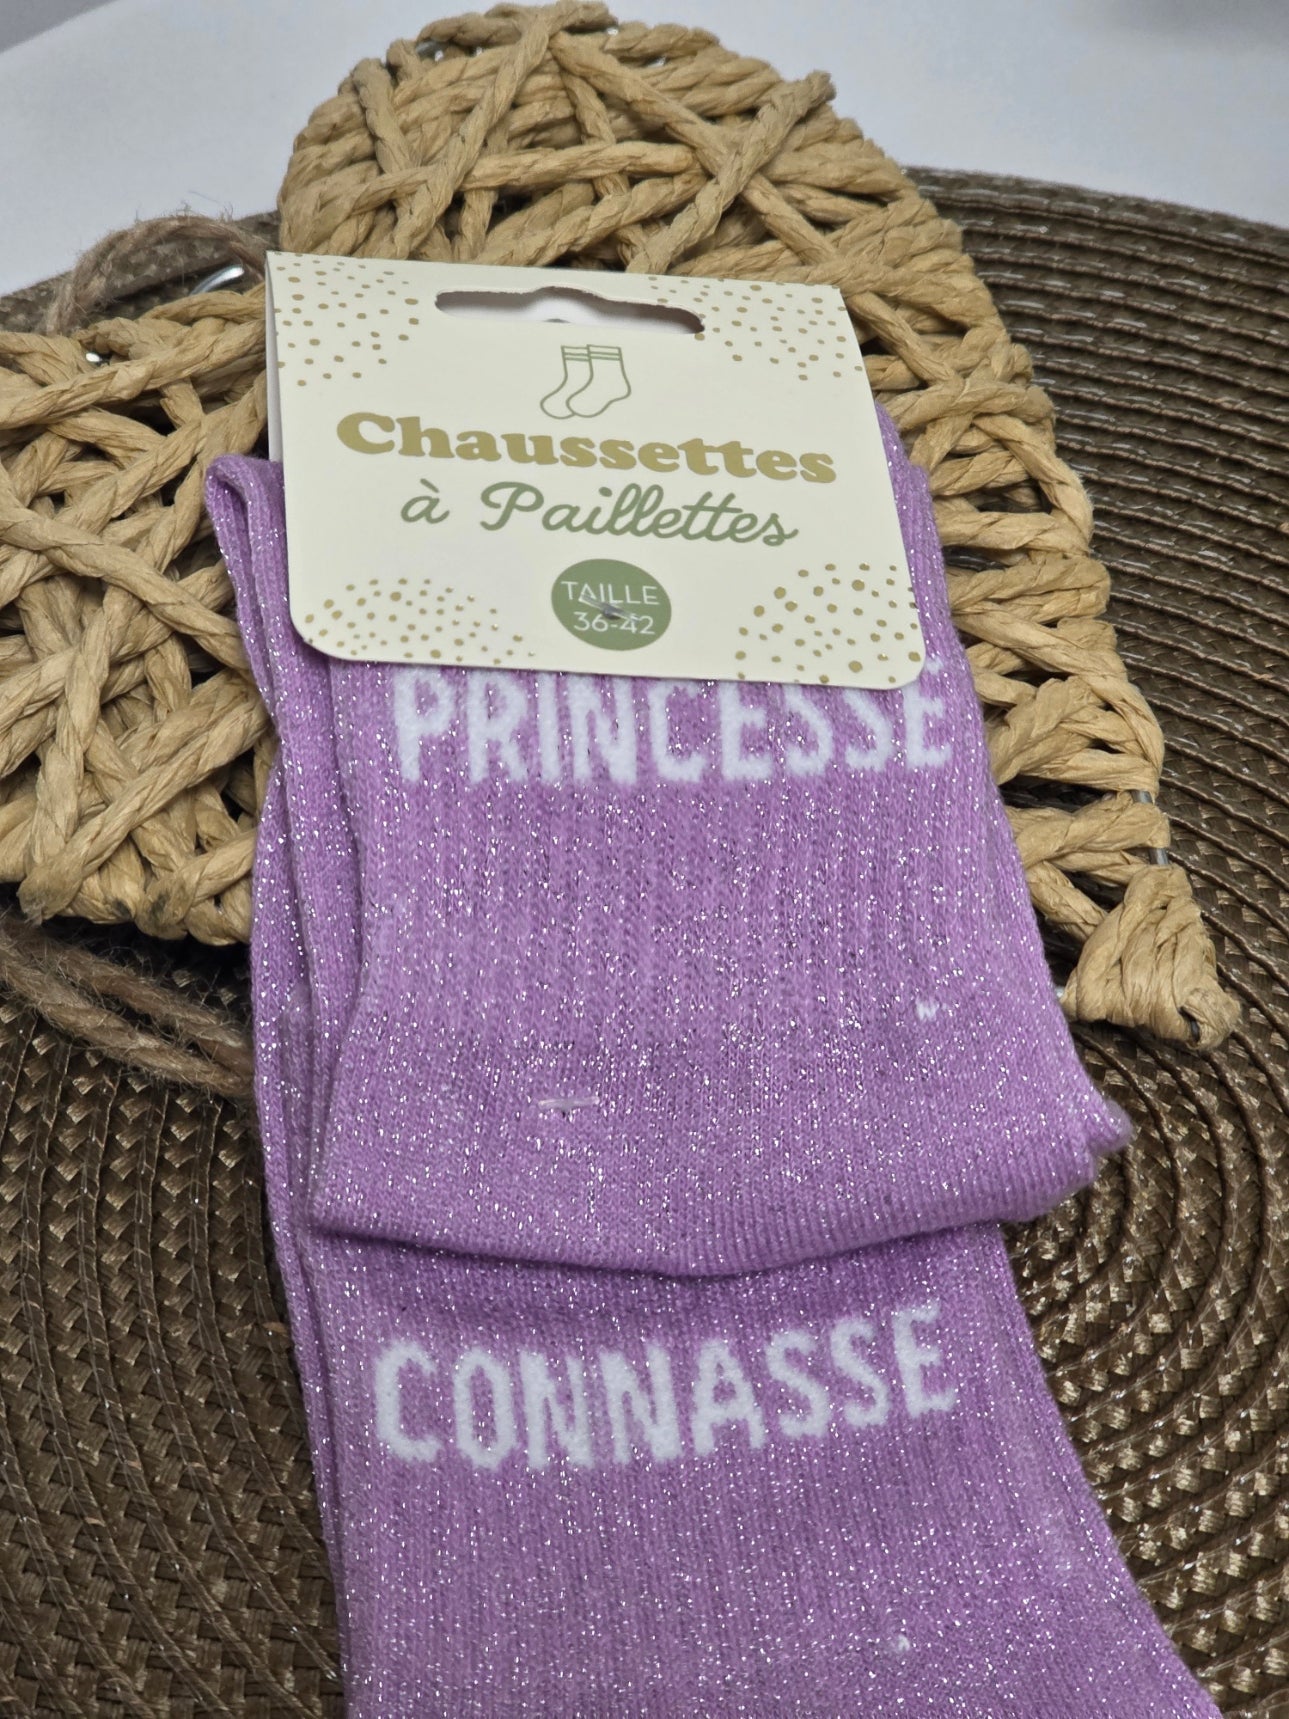 Chaussettes
à Paillettes
TAILLE
36-42
PRINCESSE
CONNASSE